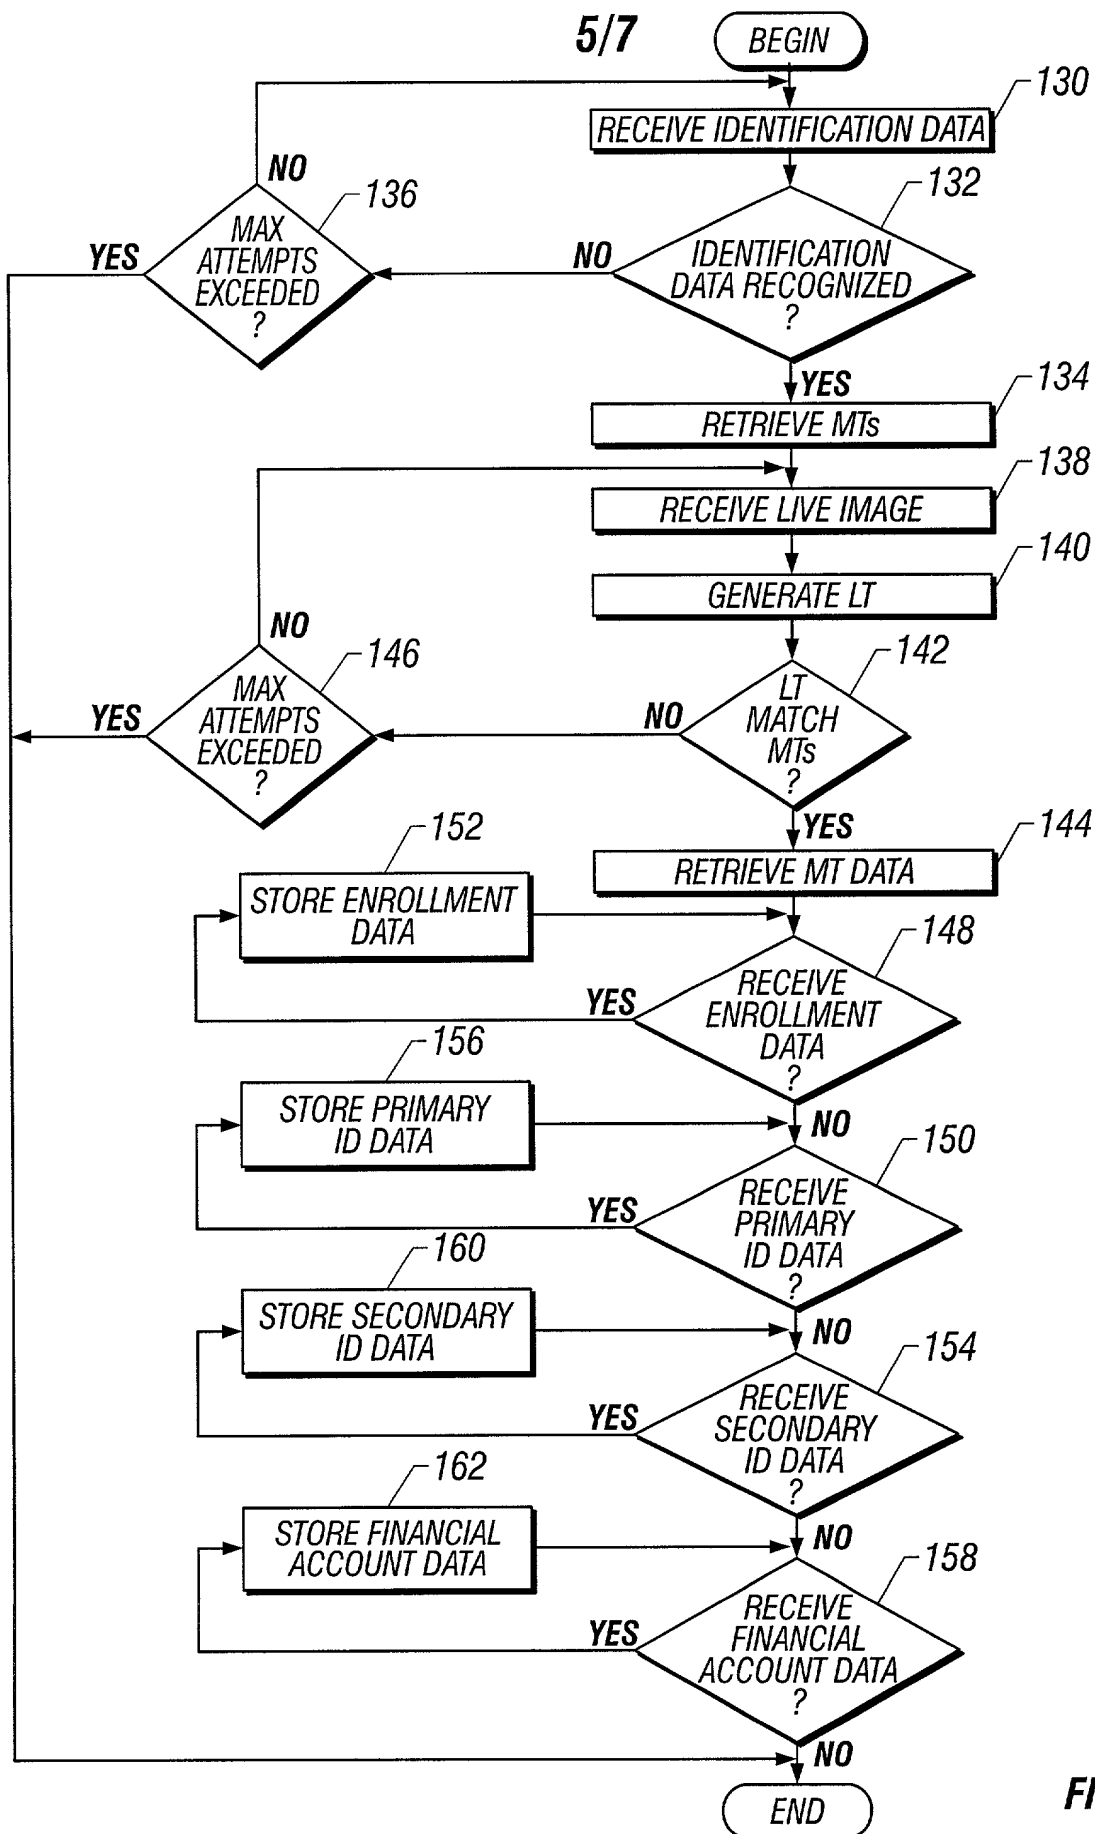 5/7
BEGIN
130
RECEIVE IDENTIFICATION DATA
NO
136
132
MAX
ATTEMPTS
EXCEEDED
?
YES
NO
IDENTIFICATION
DATA RECOGNIZED
?
YES
134
RETRIEVE MTs
138
RECEIVE LIVE IMAGE
140
GENERATE LT
NO
146
142
MAX
ATTEMPTS
EXCEEDED
?
YES
NO
LT
MATCH
MTs
?
YES
144
RETRIEVE MT DATA
152
STORE ENROLLMENT
DATA
148
YES
RECEIVE
ENROLLMENT
DATA
?
156
STORE PRIMARY
ID DATA
NO
150
YES
RECEIVE
PRIMARY
ID DATA
?
160
STORE SECONDARY
ID DATA
NO
154
YES
RECEIVE
SECONDARY
ID DATA
?
162
STORE FINANCIAL
ACCOUNT DATA
NO
158
YES
RECEIVE
FINANCIAL
ACCOUNT DATA
?
NO
END